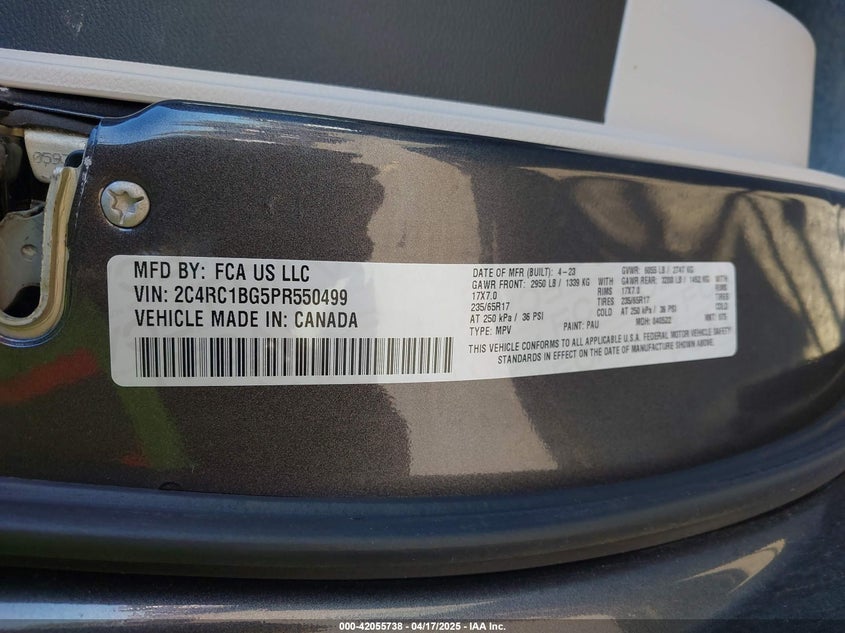 MFD BY: FCA US LLC
VIN: 2C4RC1BG5PR550499
VEHICLE MADE IN: CANADA
DATE OF MFR (BUILT): 4-23 GVWR: 6055 LB / 2747 KG
GAWR FRONT: 2950 LB / 1339 KG WITH GAWR REAR: 3200 LB / 1452 KG WITH
17X7.0 RIMS 17X7.0 RIMS
235/65R17 TIRES 235/65R17 TIRES
AT 250 kPa / 36 PSI COLD AT 250 kPa / 36 PSI COLD
TYPE: MPV PAINT: PAU MDH: 040522
THIS VEHICLE CONFORMS TO ALL APPLICABLE U.S.A. FEDERAL MOTOR VEHICLE SAFETY
STANDARDS IN EFFECT ON THE DATE OF MANUFACTURE SHOWN ABOVE.
000-42055738 - 04/17/2025 - IAA Inc.